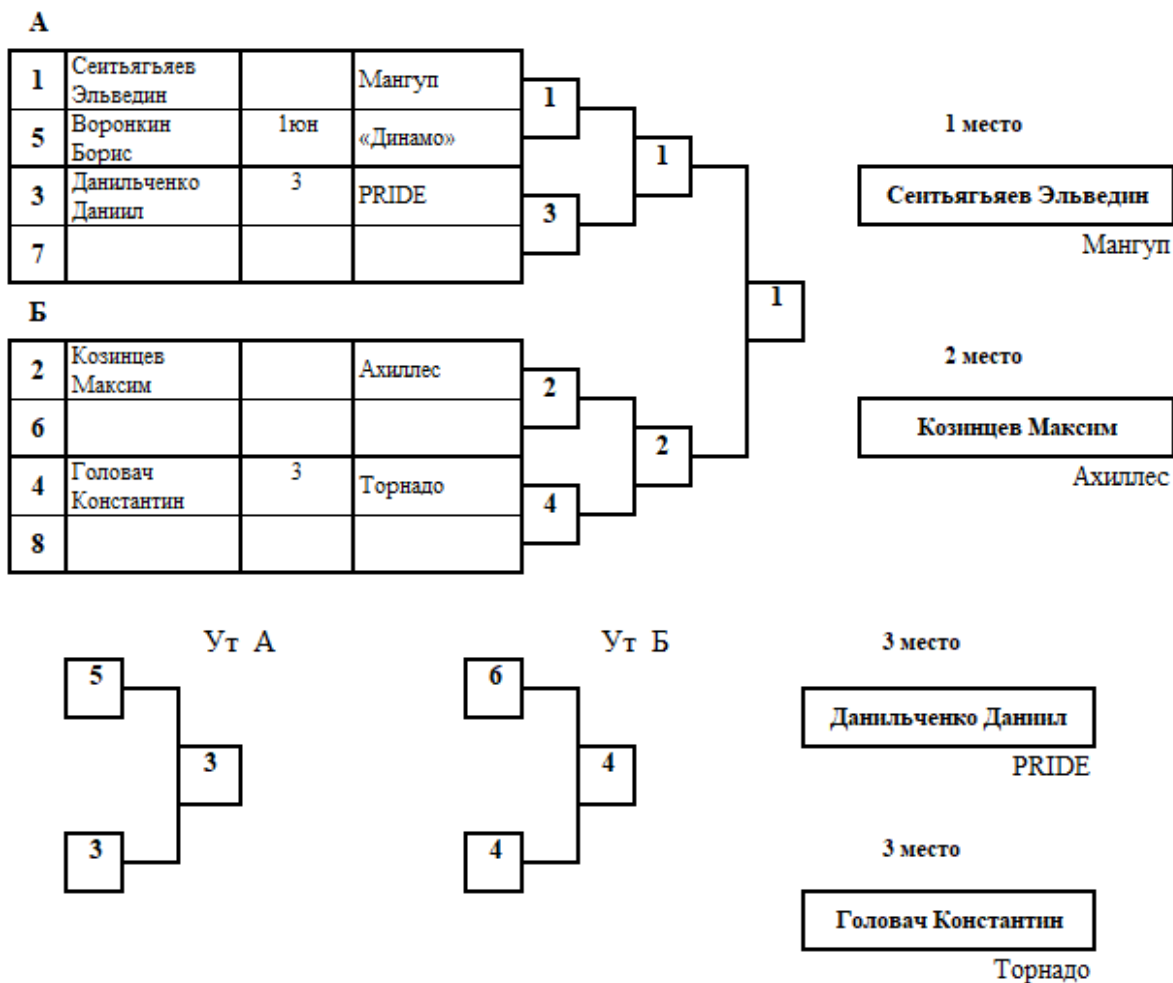 А
1 Сеитьягьяев Эльведин Мангуп
5 Воронкин Борис 1юн «Динамо»
3 Данильченко Даниил 3 PRIDE
7
1
3
1
1
Б
2 Козинцев Максим Ахиллес
6
4 Головач Константин 3 Торнадо
8
2
4
2
1 место
Сеитьягьяев Эльведин
Мангуп
2 место
Козинцев Максим
Ахиллес
Ут А
5
3
3
Ут Б
6
4
4
3 место
Данильченко Даниил
PRIDE
3 место
Головач Константин
Торнадо